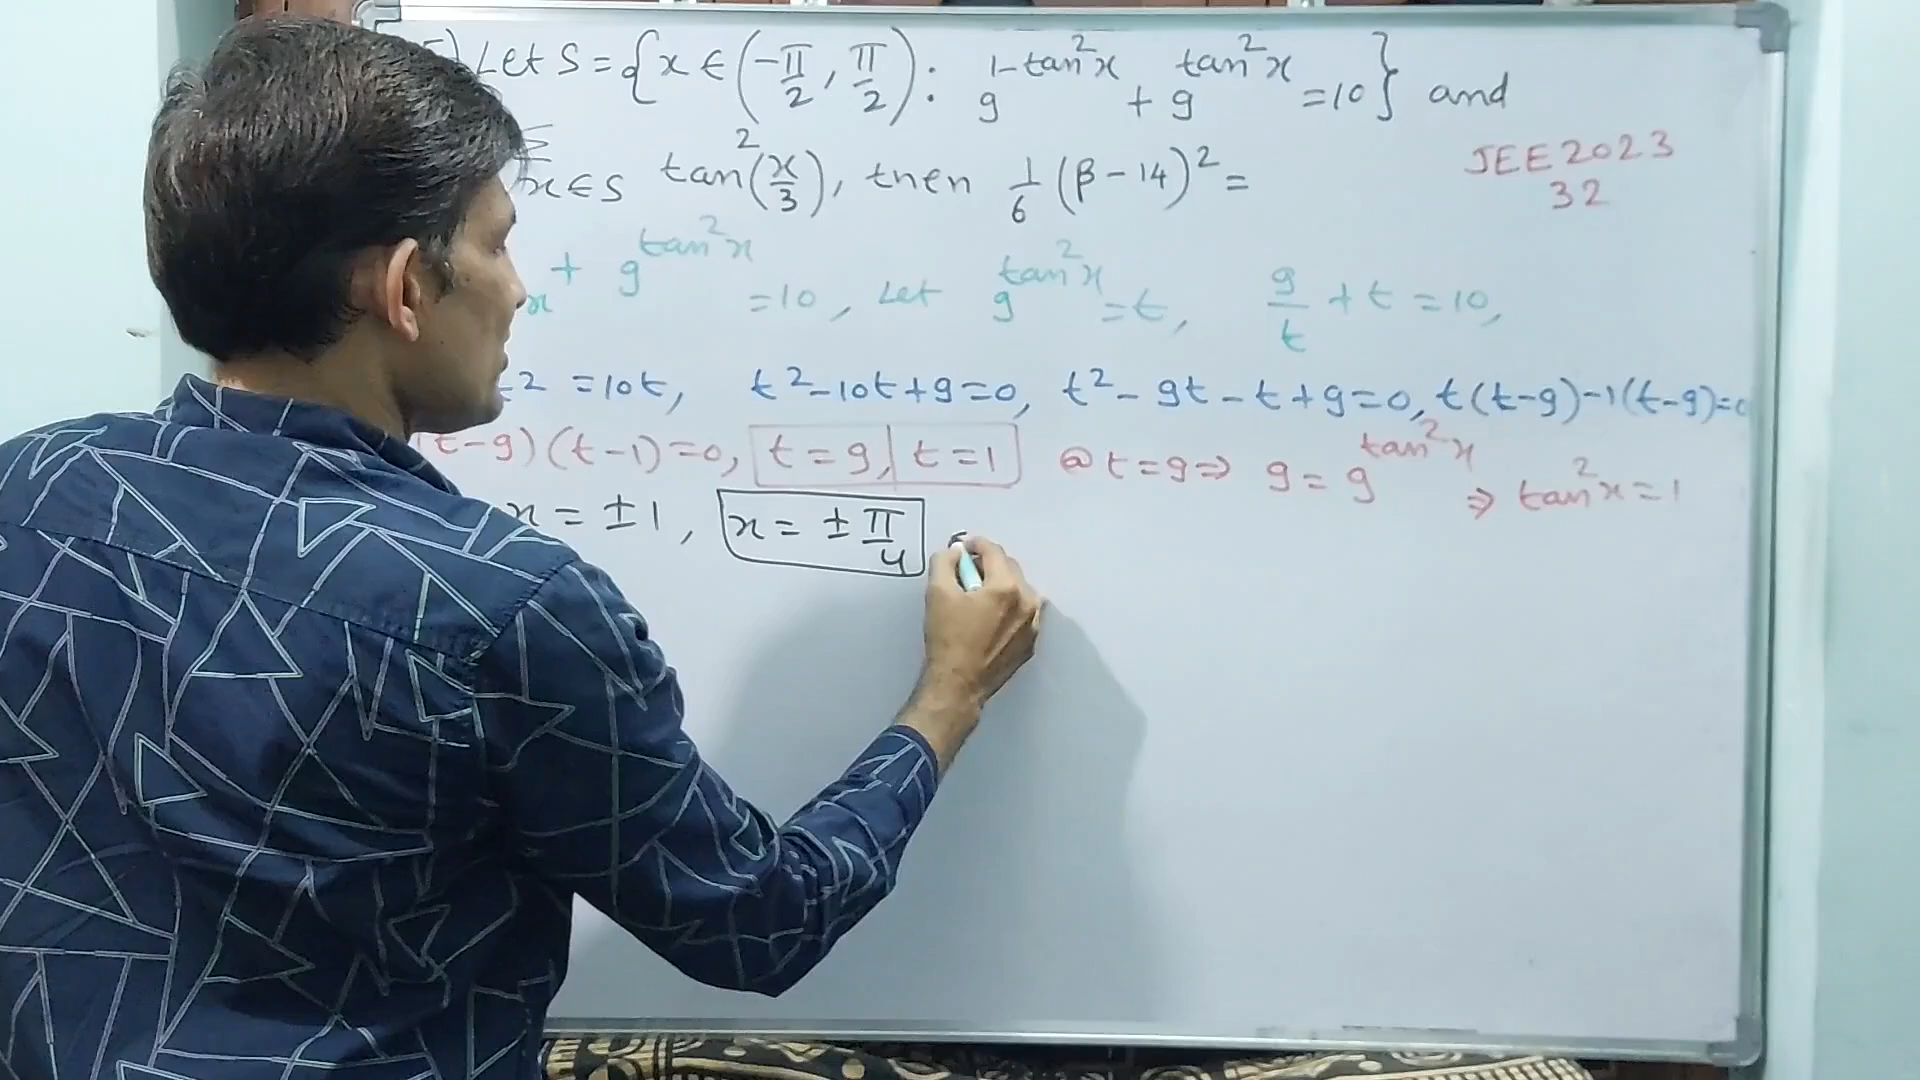 Let S = {x ∈ (-π/2, π/2) : 9^(1-tan²x) + 9^(tan²x) = 10} and
x∈S tan²(x/3), then 1/6 (β-14)² =
JEE2023
32
x + 9^(tan²x) = 10, Let 9^(tan²x) = t, 9/t + t = 10,
t² = 10t, t²-10t+9=0, t²-9t-t+9=0, t(t-9)-1(t-9)=0
(t-9)(t-1)=0, t=9, t=1 @ t=9 ⇒ 9 = 9^(tan²x) ⇒ tan²x = 1
x = ±1, x = ±π/4